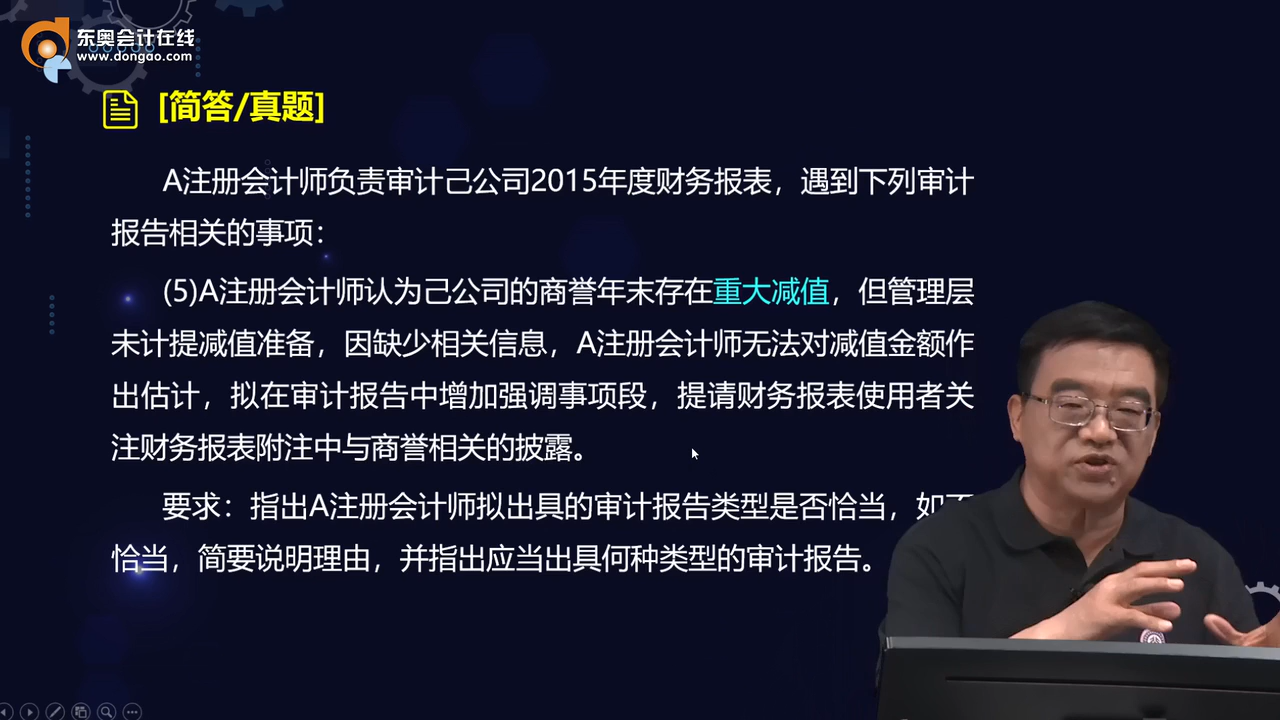 东奥会计在线
www.dongao.com
[简答/真题]
A注册会计师负责审计己公司2015年度财务报表，遇到下列审计
报告相关的事项：
(5)A注册会计师认为己公司的商誉年末存在重大减值，但管理层
未计提减值准备，因缺少相关信息，A注册会计师无法对减值金额作
出估计，拟在审计报告中增加强调事项段，提请财务报表使用者关
注财务报表附注中与商誉相关的披露。
要求：指出A注册会计师拟出具的审计报告类型是否恰当，如
恰当，简要说明理由，并指出应当出具何种类型的审计报告。